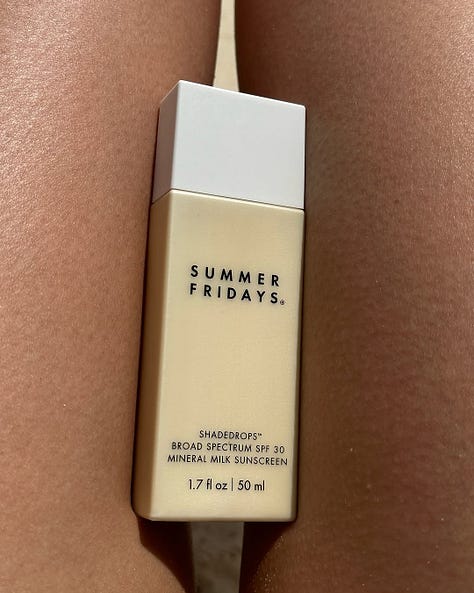 SUMMER
FRIDAYS®
SHADEDROPS™
BROAD SPECTRUM SPF 30
MINERAL MILK SUNSCREEN
1.7 fl oz | 50 ml